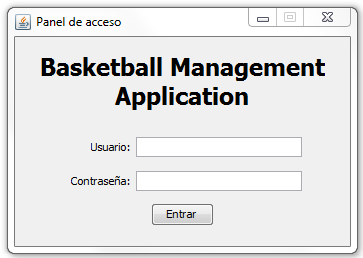 Panel de acceso
Basketball Management
Application
Usuario:
Contraseña:
Entrar